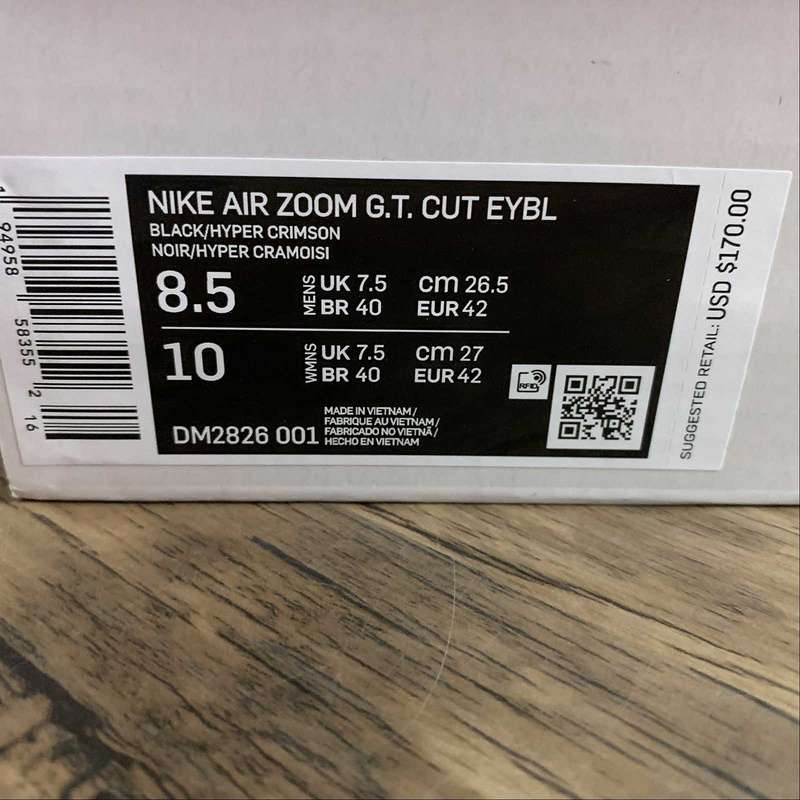 NIKE AIR ZOOM G.T. CUT EYBL
BLACK/HYPER CRIMSON
NOIR/HYPER CRAMOISI
8.5 MENS UK 7.5 cm 26.5
BR 40 EUR 42
10 WMNS UK 7.5 cm 27
BR 40 EUR 42
RFID
DM2826 001
MADE IN VIETNAM /
FABRIQUE AU VIETNAM /
FABRICADO NO VIETNÃ /
HECHO EN VIETNAM
SUGGESTED RETAIL: USD $170.00
1 94958 58355 2 16